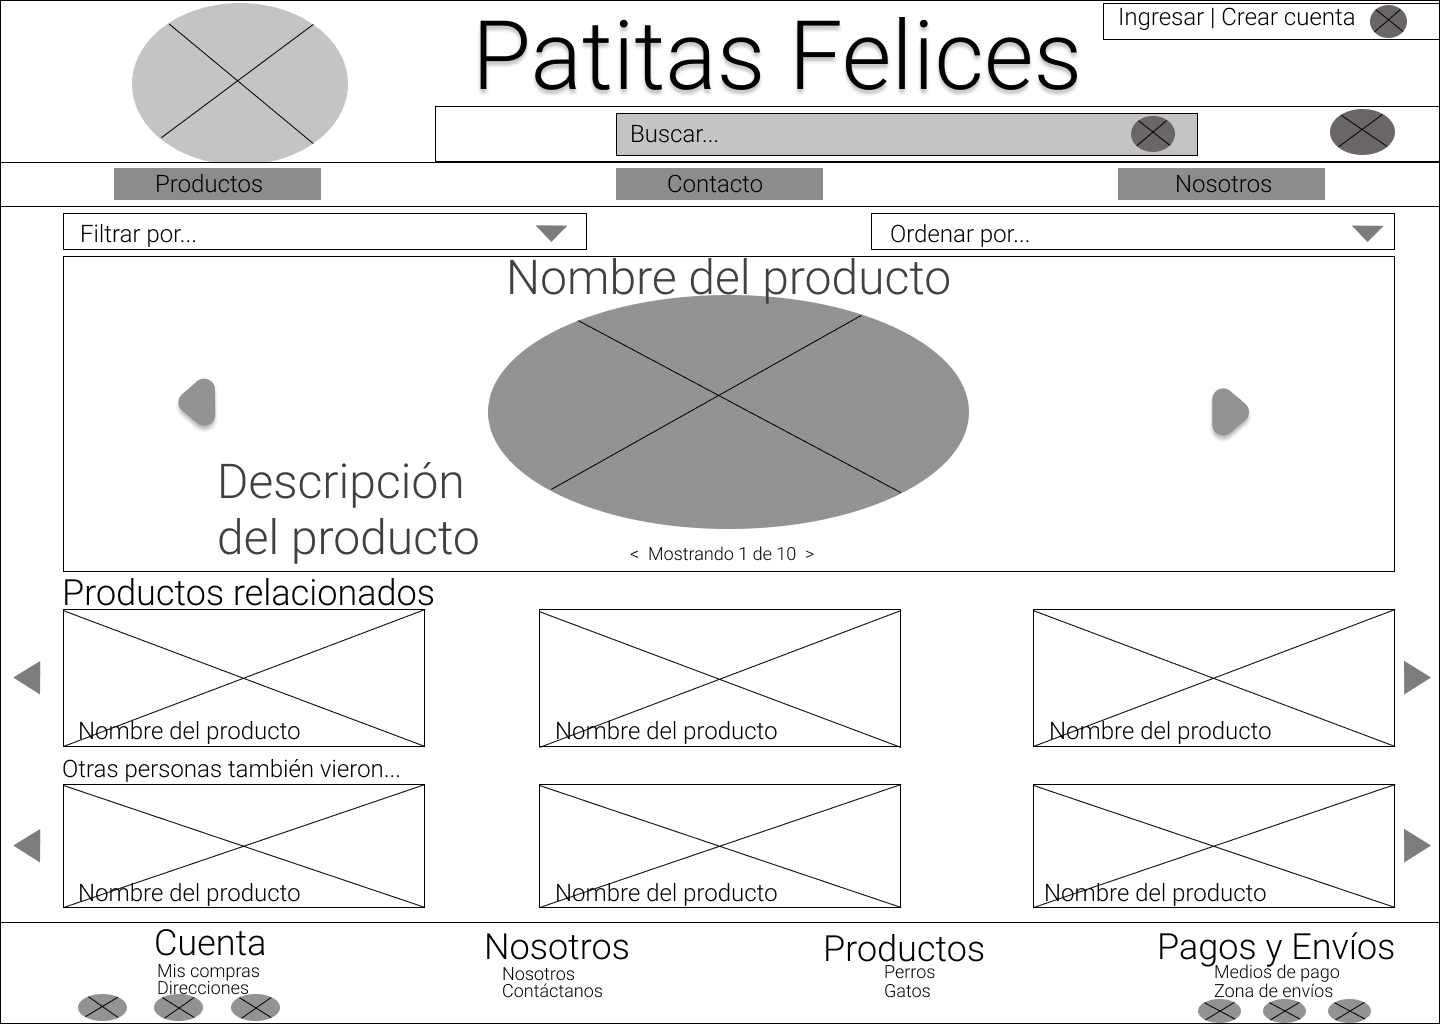 Ingresar | Crear cuenta
Patitas Felices
Buscar...
Productos
Contacto
Nosotros
Filtrar por...
Ordenar por...
Nombre del producto
Descripción
del producto
< Mostrando 1 de 10 >
Productos relacionados
Nombre del producto
Nombre del producto
Nombre del producto
Otras personas también vieron...
Nombre del producto
Nombre del producto
Nombre del producto
Cuenta
Mis compras
Direcciones
Nosotros
Nosotros
Contáctanos
Productos
Perros
Gatos
Pagos y Envíos
Medios de pago
Zona de envíos